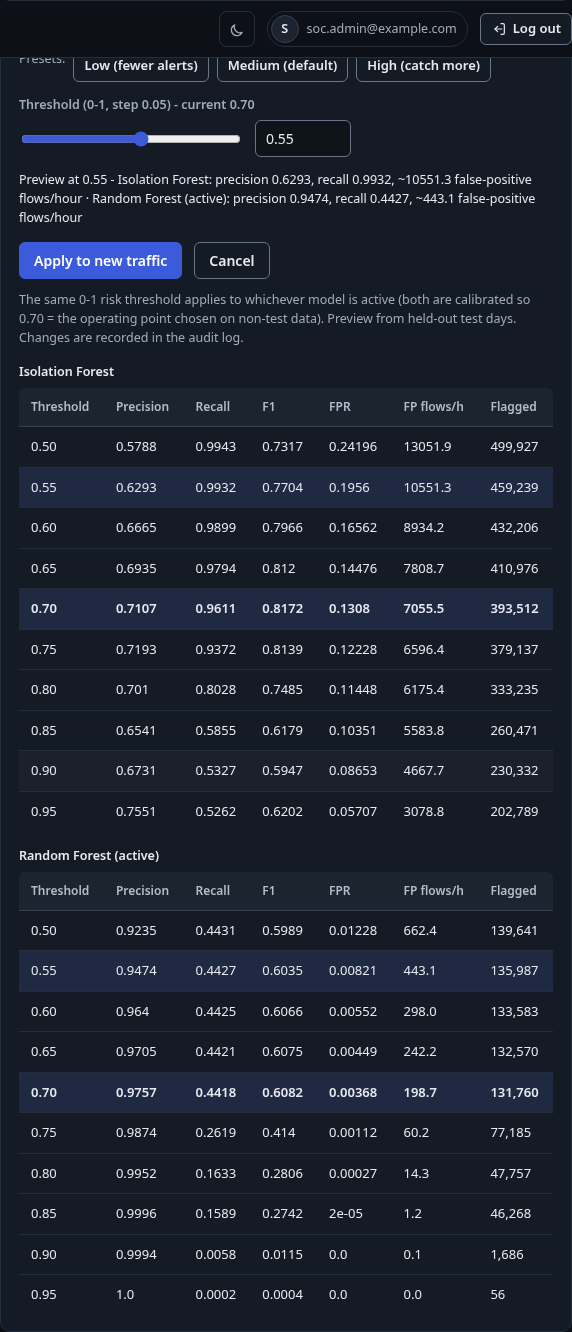 S soc.admin@example.com Log out
Presets: Low (fewer alerts) Medium (default) High (catch more)
Threshold (0-1, step 0.05) - current 0.70
0.55
Preview at 0.55 - Isolation Forest: precision 0.6293, recall 0.9932, ~10551.3 false-positive
flows/hour · Random Forest (active): precision 0.9474, recall 0.4427, ~443.1 false-positive
flows/hour
Apply to new traffic Cancel
The same 0-1 risk threshold applies to whichever model is active (both are calibrated so
0.70 = the operating point chosen on non-test data). Preview from held-out test days.
Changes are recorded in the audit log.
Isolation Forest
Threshold Precision Recall F1 FPR FP flows/h Flagged
0.50 0.5788 0.9943 0.7317 0.24196 13051.9 499,927
0.55 0.6293 0.9932 0.7704 0.1956 10551.3 459,239
0.60 0.6665 0.9899 0.7966 0.16562 8934.2 432,206
0.65 0.6935 0.9794 0.812 0.14476 7808.7 410,976
0.70 0.7107 0.9611 0.8172 0.1308 7055.5 393,512
0.75 0.7193 0.9372 0.8139 0.12228 6596.4 379,137
0.80 0.701 0.8028 0.7485 0.11448 6175.4 333,235
0.85 0.6541 0.5855 0.6179 0.10351 5583.8 260,471
0.90 0.6731 0.5327 0.5947 0.08653 4667.7 230,332
0.95 0.7551 0.5262 0.6202 0.05707 3078.8 202,789
Random Forest (active)
Threshold Precision Recall F1 FPR FP flows/h Flagged
0.50 0.9235 0.4431 0.5989 0.01228 662.4 139,641
0.55 0.9474 0.4427 0.6035 0.00821 443.1 135,987
0.60 0.964 0.4425 0.6066 0.00552 298.0 133,583
0.65 0.9705 0.4421 0.6075 0.00449 242.2 132,570
0.70 0.9757 0.4418 0.6082 0.00368 198.7 131,760
0.75 0.9874 0.2619 0.414 0.00112 60.2 77,185
0.80 0.9952 0.1633 0.2806 0.00027 14.3 47,757
0.85 0.9996 0.1589 0.2742 2e-05 1.2 46,268
0.90 0.9994 0.0058 0.0115 0.0 0.1 1,686
0.95 1.0 0.0002 0.0004 0.0 0.0 56